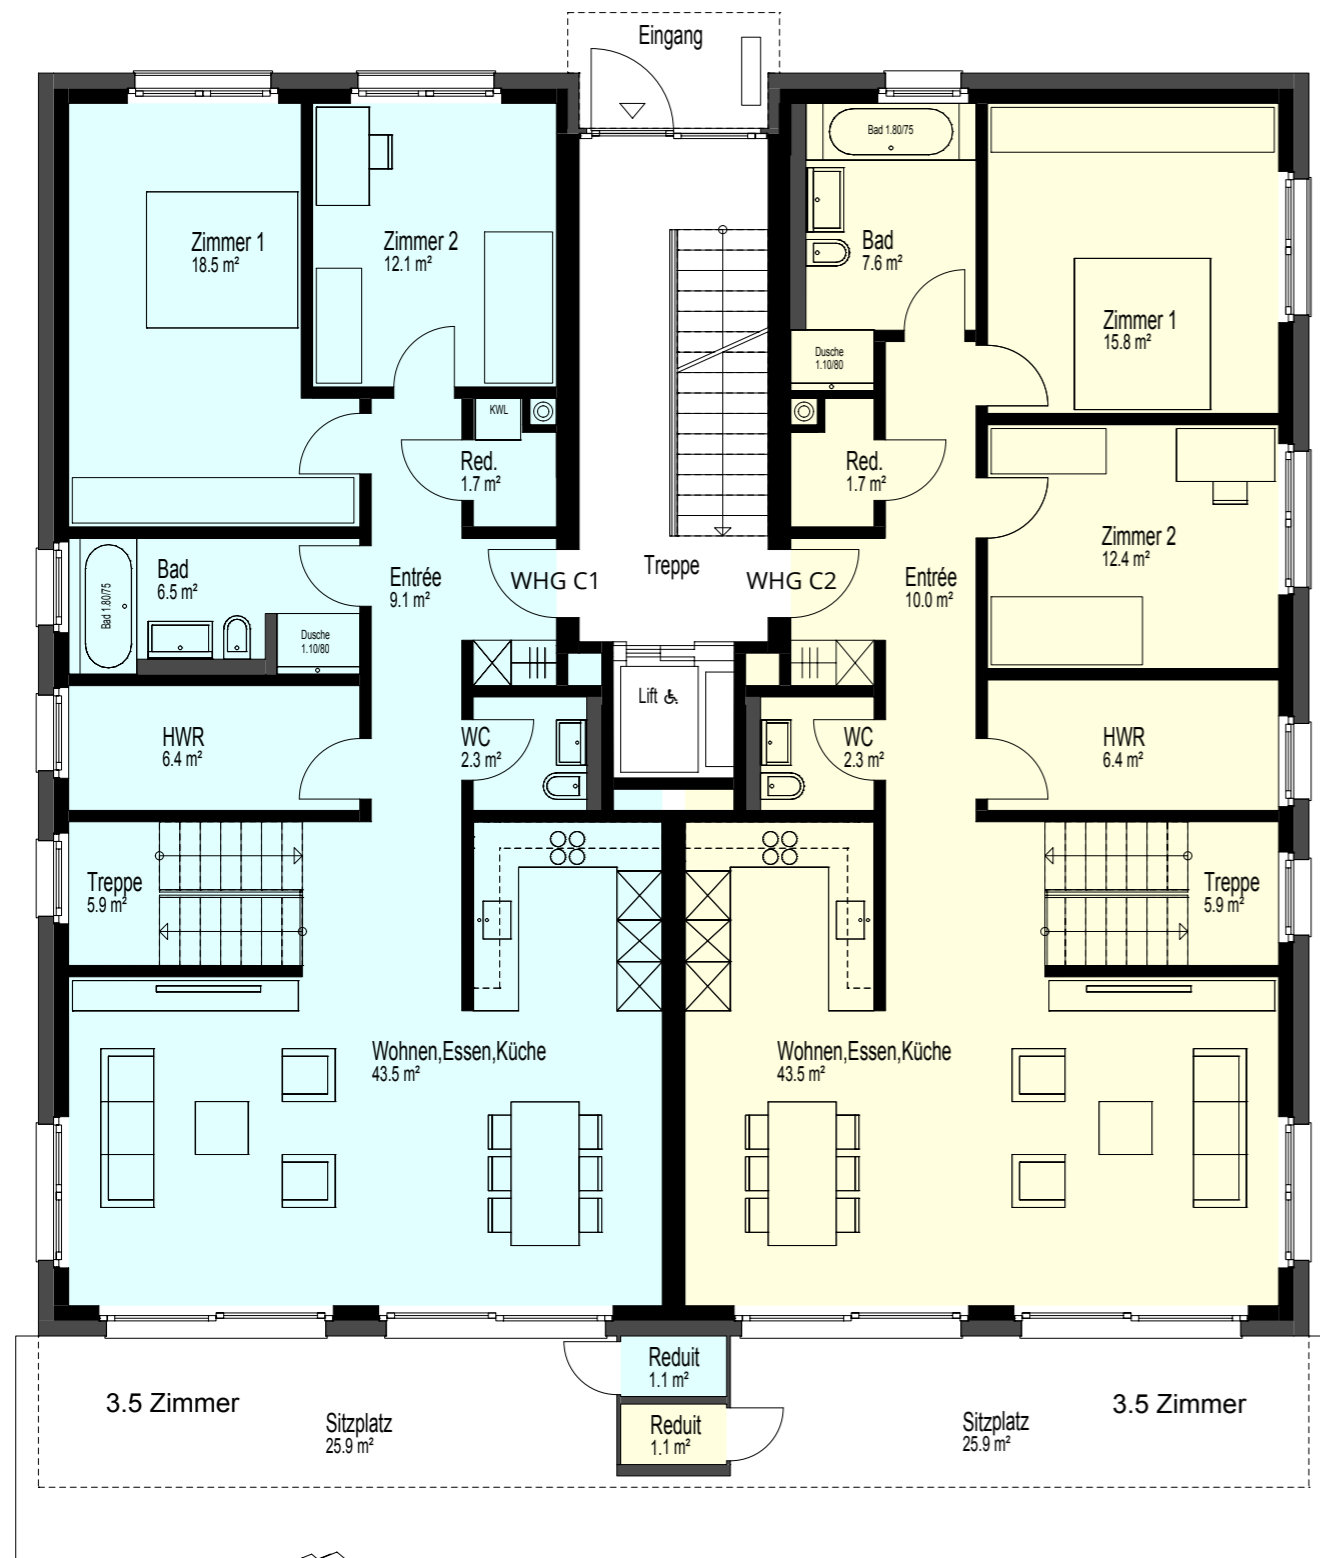 Eingang
Bad 1.80/75
Zimmer 1
18.5 m²
Zimmer 2
12.1 m²
Bad
7.6 m²
Zimmer 1
15.8 m²
Dusche
1.10/80
KWL
Red.
1.7 m²
Red.
1.7 m²
Zimmer 2
12.4 m²
Bad
6.5 m²
Bad 1.80/75
Entrée
9.1 m²
WHG C1
Treppe
WHG C2
Entrée
10.0 m²
Dusche
1.10/80
Lift
HWR
6.4 m²
WC
2.3 m²
WC
2.3 m²
HWR
6.4 m²
Treppe
5.9 m²
Treppe
5.9 m²
Wohnen,Essen,Küche
43.5 m²
Wohnen,Essen,Küche
43.5 m²
Reduit
1.1 m²
3.5 Zimmer
Sitzplatz
25.9 m²
Reduit
1.1 m²
Sitzplatz
25.9 m²
3.5 Zimmer